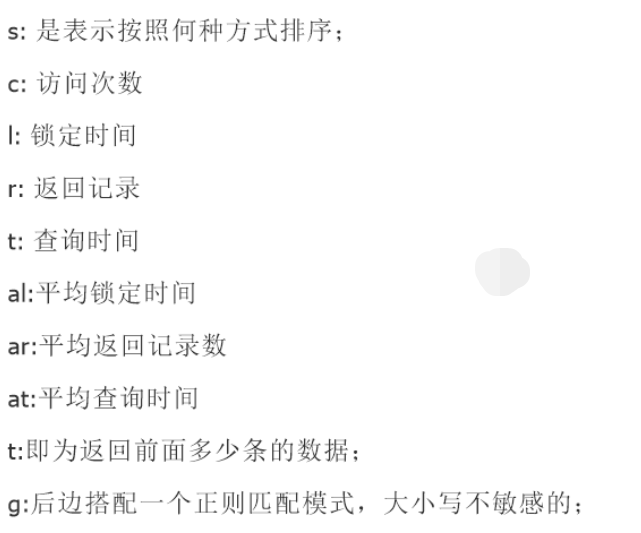 s: 是表示按照何种方式排序；
c: 访问次数
l: 锁定时间
r: 返回记录
t: 查询时间
al:平均锁定时间
ar:平均返回记录数
at:平均查询时间
t:即为返回前面多少条的数据；
g:后边搭配一个正则匹配模式，大小写不敏感的；